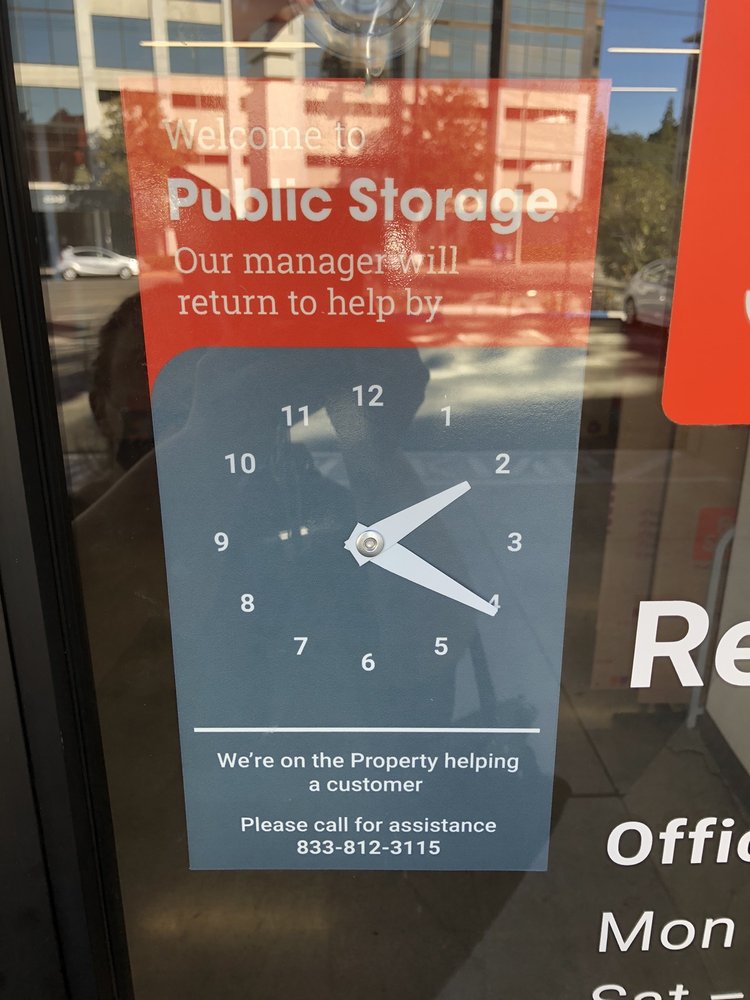 Welcome to
Public Storage
Our manager will
return to help by
12
11
1
10
2
9
3
8
4
7
5
6
We're on the Property helping
a customer
Please call for assistance
833-812-3115
Re
Offic
Mon
Sat –